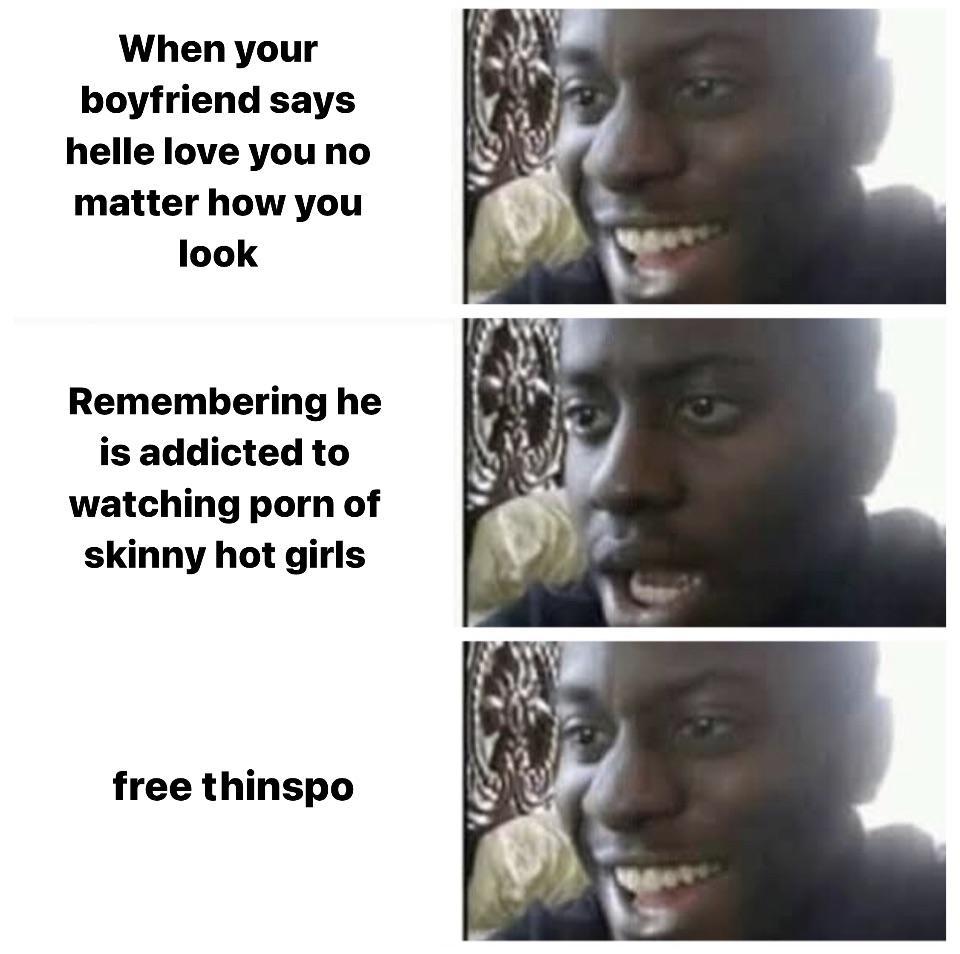 When your
boyfriend says
helle love you no
matter how you
look
Remembering he
is addicted to
watching porn of
skinny hot girls
free thinspo